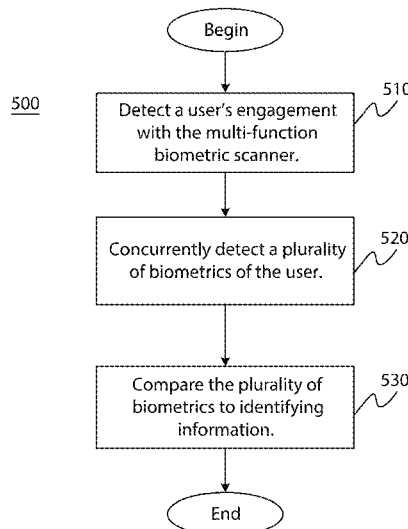 Begin
500
510
Detect a user's engagement
with the multi-function
biometric scanner.
520
Concurrently detect a plurality
of biometrics of the user.
530
Compare the plurality of
biometrics to identifying
information.
End